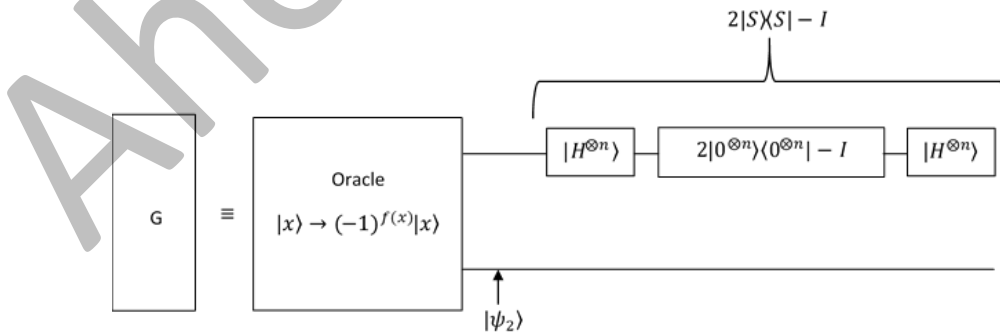 2|S⟩⟨S| − I
|H^{⊗n}⟩
2|0^{⊗n}⟩⟨0^{⊗n}| − I
|H^{⊗n}⟩
Oracle
G
≡
|x⟩ → (−1)^{f(x)}|x⟩
|ψ₂⟩